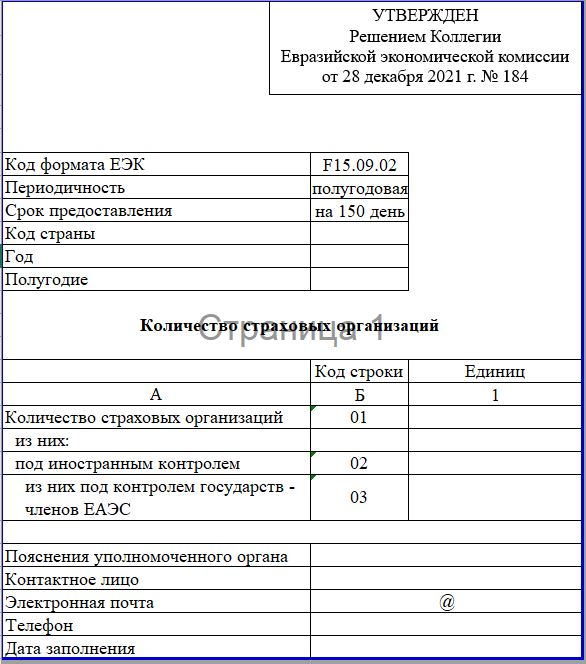 УТВЕРЖДЕН
Решением Коллегии
Евразийской экономической комиссии
от 28 декабря 2021 г. № 184
Код формата ЕЭК F15.09.02
Периодичность полугодовая
Срок предоставления на 150 день
Код страны
Год
Полугодие
Количество страховых организаций
Страница 1
Код строки Единиц
А Б 1
Количество страховых организаций 01
из них:
под иностранным контролем 02
из них под контролем государств -
членов ЕАЭС 03
Пояснения уполномоченного органа
Контактное лицо
Электронная почта @
Телефон
Дата заполнения